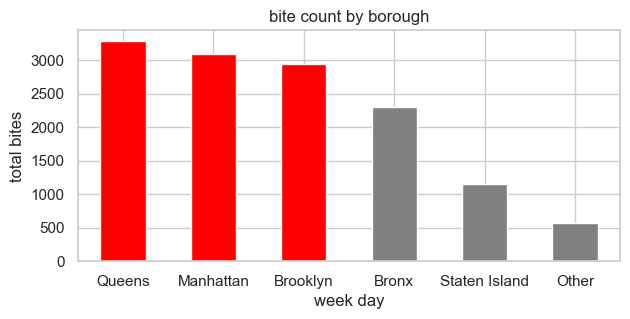 bite count by borough
total bites
3000
2500
2000
1500
1000
500
0
Queens Manhattan Brooklyn Bronx Staten Island Other
week day